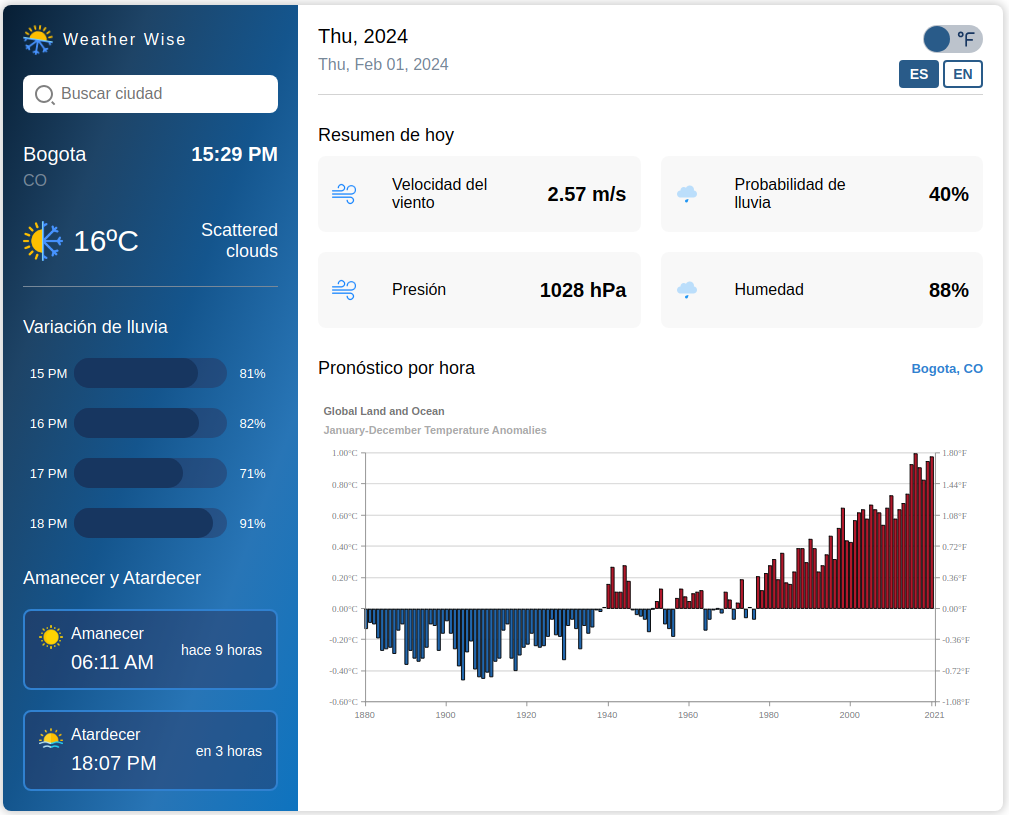 Weather Wise
Buscar ciudad
Bogota 15:29 PM
CO
16ºC
Scattered
clouds
Variación de lluvia
15 PM 81%
16 PM 82%
17 PM 71%
18 PM 91%
Amanecer y Atardecer
Amanecer
06:11 AM
hace 9 horas
Atardecer
18:07 PM
en 3 horas
Thu, 2024
Thu, Feb 01, 2024
°F
ES EN
Resumen de hoy
Velocidad del
viento
2.57 m/s
Probabilidad de
lluvia
40%
Presión 1028 hPa
Humedad 88%
Pronóstico por hora Bogota, CO
Global Land and Ocean
January-December Temperature Anomalies
1.00°C 1.80°F
0.80°C 1.44°F
0.60°C 1.08°F
0.40°C 0.72°F
0.20°C 0.36°F
0.00°C 0.00°F
-0.20°C -0.36°F
-0.40°C -0.72°F
-0.60°C -1.08°F
1880 1900 1920 1940 1960 1980 2000 2021